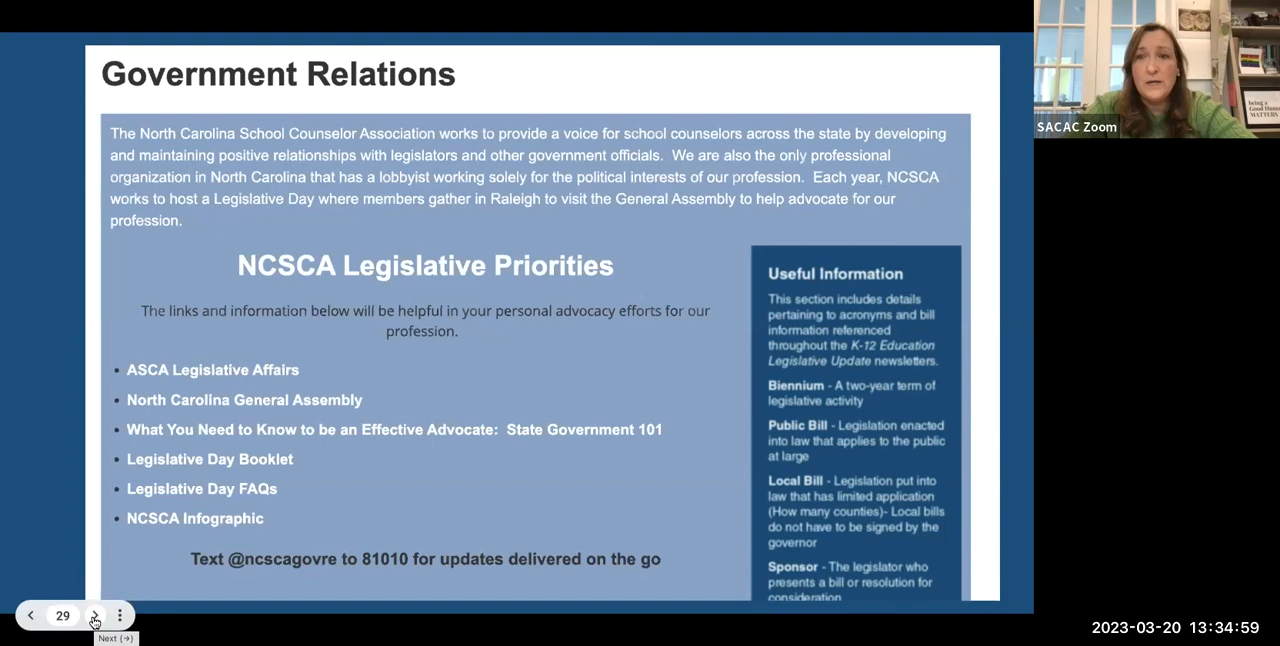 Government Relations
The North Carolina School Counselor Association works to provide a voice for school counselors across the state by developing
and maintaining positive relationships with legislators and other government officials.  We are also the only professional
organization in North Carolina that has a lobbyist working solely for the political interests of our profession.  Each year, NCSCA
works to host a Legislative Day where members gather in Raleigh to visit the General Assembly to help advocate for our
profession.
NCSCA Legislative Priorities
The links and information below will be helpful in your personal advocacy efforts for our
profession.
• ASCA Legislative Affairs
• North Carolina General Assembly
• What You Need to Know to be an Effective Advocate:  State Government 101
• Legislative Day Booklet
• Legislative Day FAQs
• NCSCA Infographic
Text @ncscagovre to 81010 for updates delivered on the go
Useful Information
This section includes details
pertaining to acronyms and bill
information referenced
throughout the K-12 Education
Legislative Update newsletters.
Biennium - A two-year term of
legislative activity
Public Bill - Legislation enacted
into law that applies to the public
at large
Local Bill - Legislation put into
law that has limited application
(How many counties)- Local bills
do not have to be signed by the
governor
Sponsor - The legislator who
presents a bill or resolution for
consideration
29
Next (→)
SACAC Zoom
being a
Good Human
MATTERS
2023-03-20 13:34:59